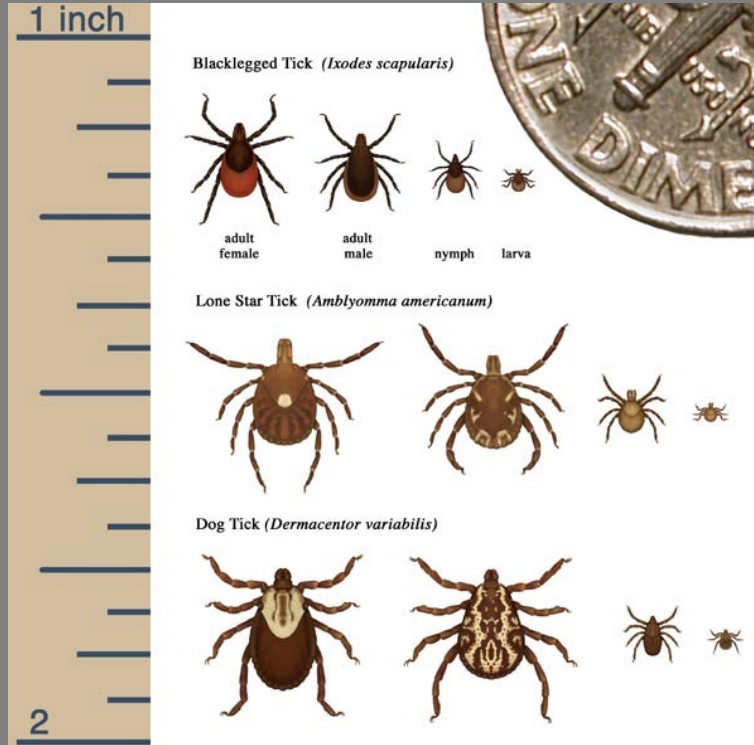 1 inch
Blacklegged Tick (Ixodes scapularis)
ONE DIME
adult female
adult male
nymph
larva
Lone Star Tick (Amblyomma americanum)
Dog Tick (Dermacentor variabilis)
2